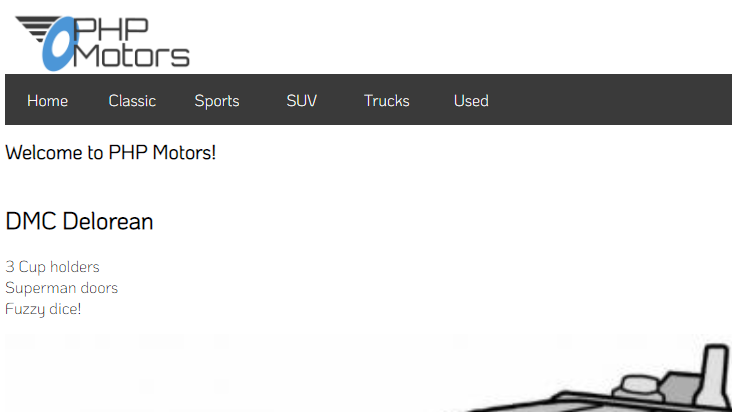 PHP
Motors
Home Classic Sports SUV Trucks Used
Welcome to PHP Motors!
DMC Delorean
3 Cup holders
Superman doors
Fuzzy dice!